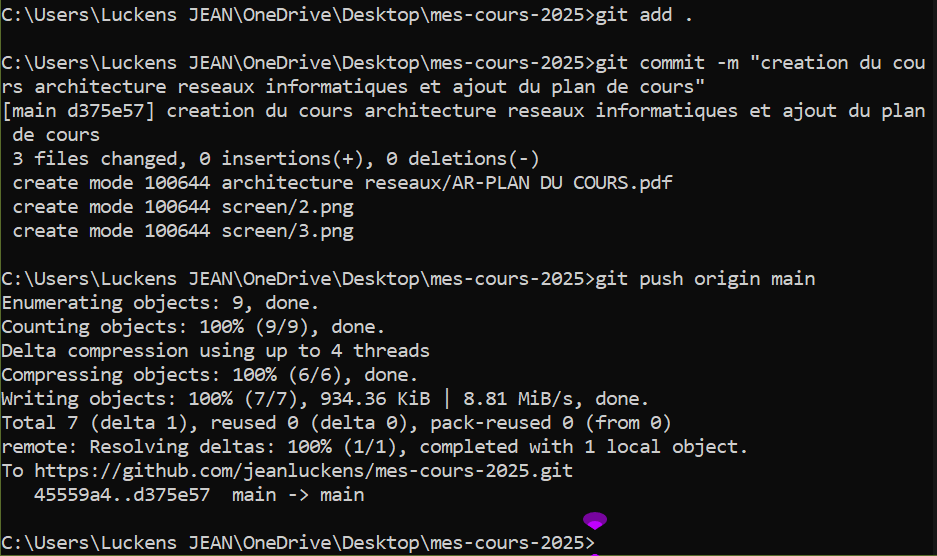 C:\Users\Luckens JEAN\OneDrive\Desktop\mes-cours-2025>git add .
C:\Users\Luckens JEAN\OneDrive\Desktop\mes-cours-2025>git commit -m "creation du cou
rs architecture reseaux informatiques et ajout du plan de cours"
[main d375e57] creation du cours architecture reseaux informatiques et ajout du plan
 de cours
 3 files changed, 0 insertions(+), 0 deletions(-)
 create mode 100644 architecture reseaux/AR-PLAN DU COURS.pdf
 create mode 100644 screen/2.png
 create mode 100644 screen/3.png
C:\Users\Luckens JEAN\OneDrive\Desktop\mes-cours-2025>git push origin main
Enumerating objects: 9, done.
Counting objects: 100% (9/9), done.
Delta compression using up to 4 threads
Compressing objects: 100% (6/6), done.
Writing objects: 100% (7/7), 934.36 KiB | 8.81 MiB/s, done.
Total 7 (delta 1), reused 0 (delta 0), pack-reused 0 (from 0)
remote: Resolving deltas: 100% (1/1), completed with 1 local object.
To https://github.com/jeanluckens/mes-cours-2025.git
   45559a4..d375e57  main -> main
C:\Users\Luckens JEAN\OneDrive\Desktop\mes-cours-2025>